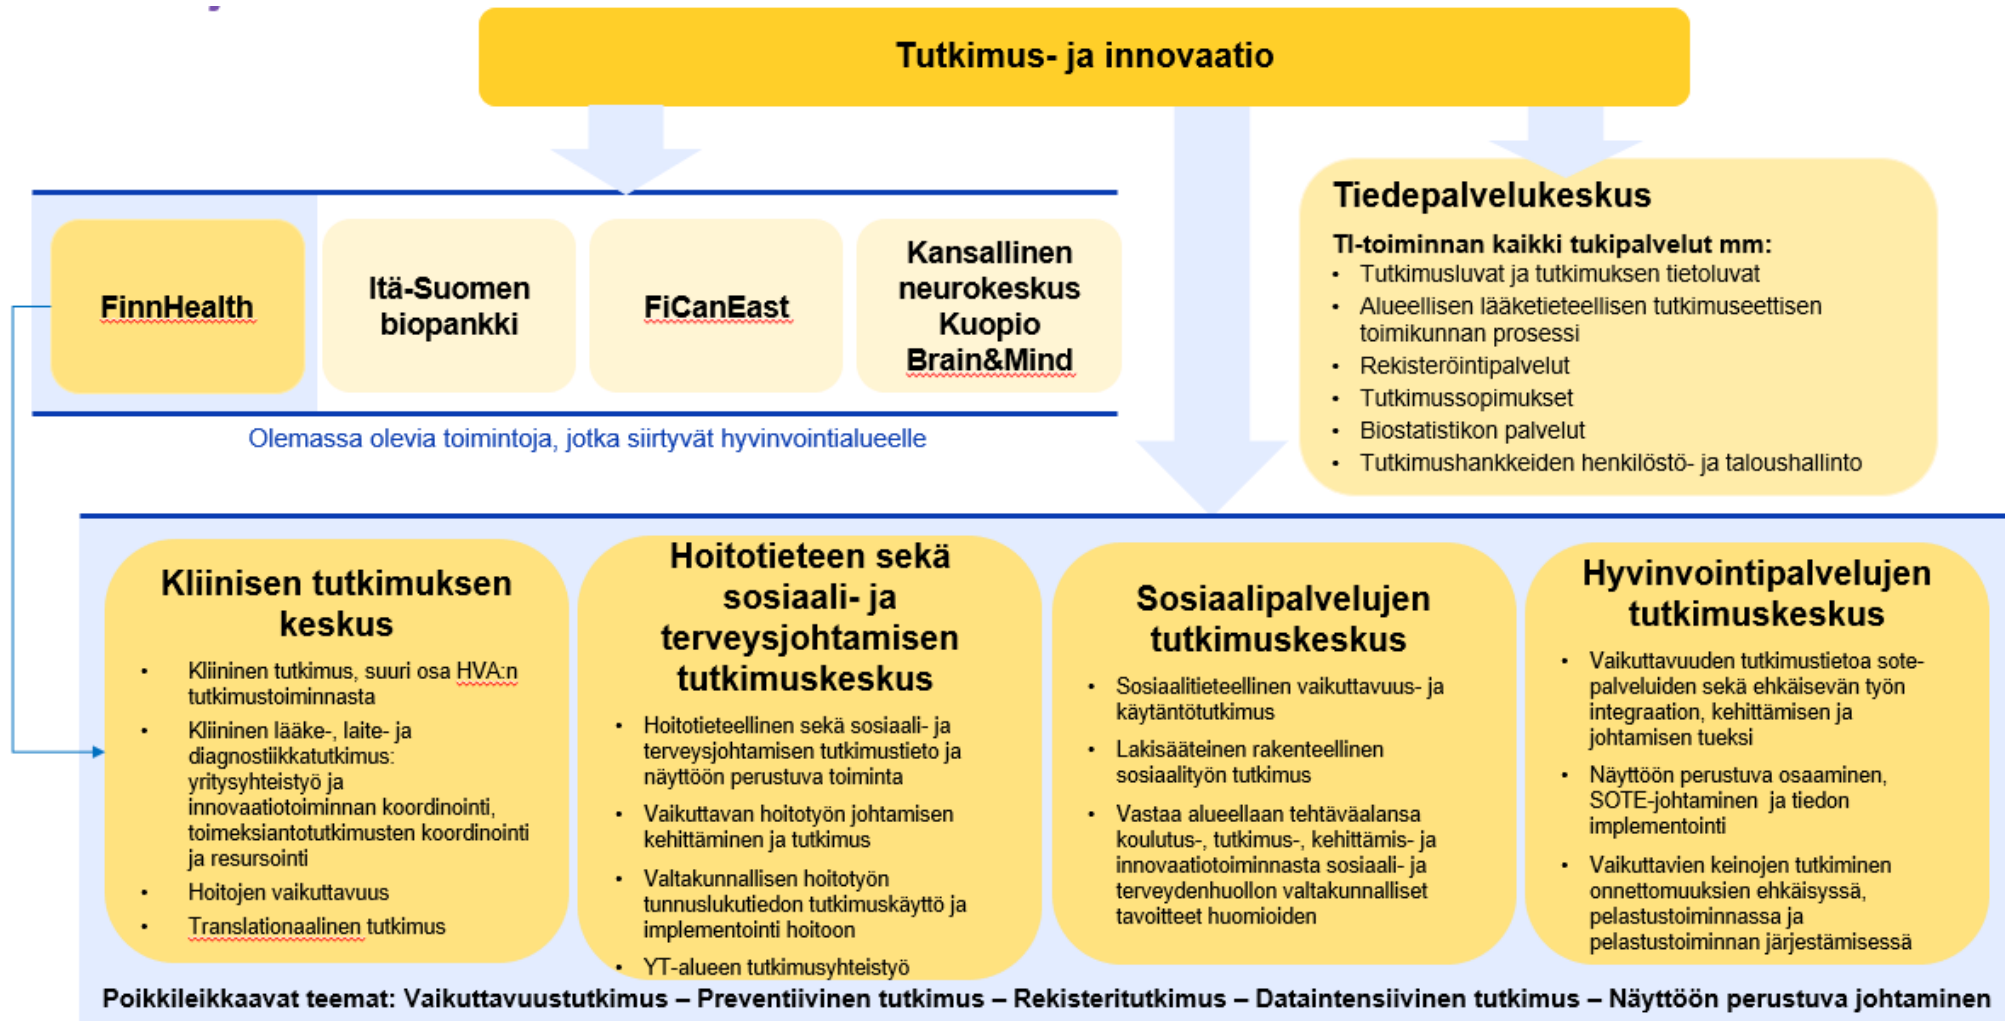 Tutkimus- ja innovaatio
FinnHealth
Itä-Suomen
biopankki
FiCanEast
Kansallinen
neurokeskus
Kuopio
Brain&Mind
Olemassa olevia toimintoja, jotka siirtyvät hyvinvointialueelle
Tiedepalvelukeskus
TI-toiminnan kaikki tukipalvelut mm:
• Tutkimusluvat ja tutkimuksen tietoluvat
• Alueellisen lääketieteellisen tutkimuseettisen
toimikunnan prosessi
• Rekisteröintipalvelut
• Tutkimussopimukset
• Biostatistikon palvelut
• Tutkimushankkeiden henkilöstö- ja taloushallinto
Kliinisen tutkimuksen
keskus
• Kliininen tutkimus, suuri osa HVA:n
tutkimustoiminnasta
• Kliininen lääke-, laite- ja
diagnostiikkatutkimus:
yritysyhteistyö ja
innovaatiotoiminnan koordinointi,
toimeksiantotutkimusten koordinointi
ja resursointi
• Hoitojen vaikuttavuus
• Translationaalinen tutkimus
Hoitotieteen sekä
sosiaali- ja
terveysjohtamisen
tutkimuskeskus
• Hoitotieteellinen sekä sosiaali- ja
terveysjohtamisen tutkimustieto ja
näyttöön perustuva toiminta
• Vaikuttavan hoitotyön johtamisen
kehittäminen ja tutkimus
• Valtakunnallisen hoitotyön
tunnuslukutiedon tutkimuskäyttö ja
implementointi hoitoon
• YT-alueen tutkimusyhteistyö
Sosiaalipalvelujen
tutkimuskeskus
• Sosiaalitieteellinen vaikuttavuus- ja
käytäntötutkimus
• Lakisääteinen rakenteellinen
sosiaalityön tutkimus
• Vastaa alueellaan tehtäväalansa
koulutus-, tutkimus-, kehittämis- ja
innovaatiotoiminnasta sosiaali- ja
terveydenhuollon valtakunnalliset
tavoitteet huomioiden
Hyvinvointipalvelujen
tutkimuskeskus
• Vaikuttavuuden tutkimustietoa sote-
palveluiden sekä ehkäisevän työn
integraation, kehittämisen ja
johtamisen tueksi
• Näyttöön perustuva osaaminen,
SOTE-johtaminen ja tiedon
implementointi
• Vaikuttavien keinojen tutkiminen
onnettomuuksien ehkäisyssä,
pelastustoiminnassa ja
pelastustoiminnan järjestämisessä
Poikkileikkaavat teemat: Vaikuttavuustutkimus – Preventiivinen tutkimus – Rekisteritutkimus – Dataintensiivinen tutkimus – Näyttöön perustuva johtaminen